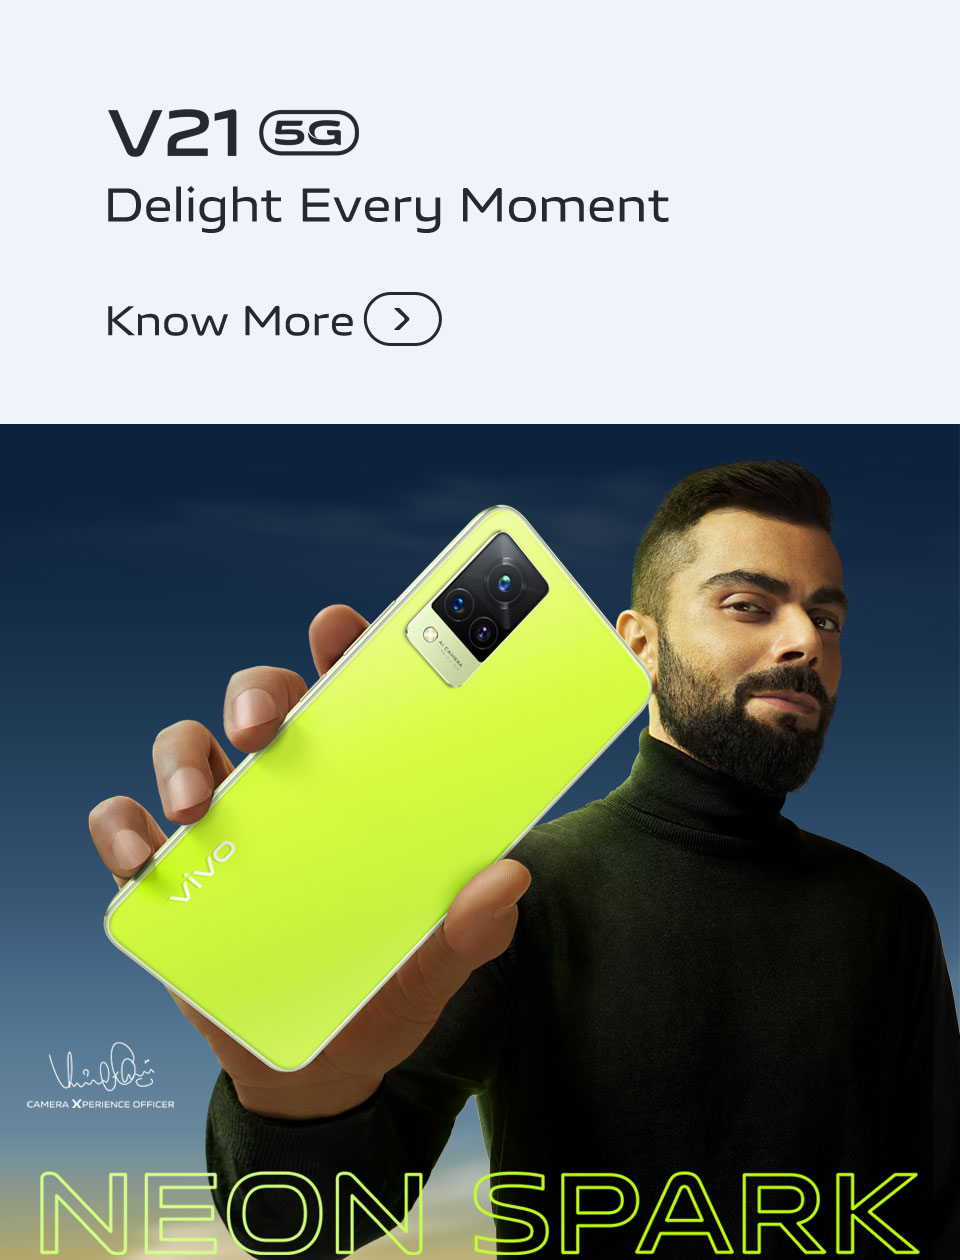 V21 5G
Delight Every Moment
Know More
AI CAMERA
vivo
CAMERA XPERIENCE OFFICER
NEON SPARK